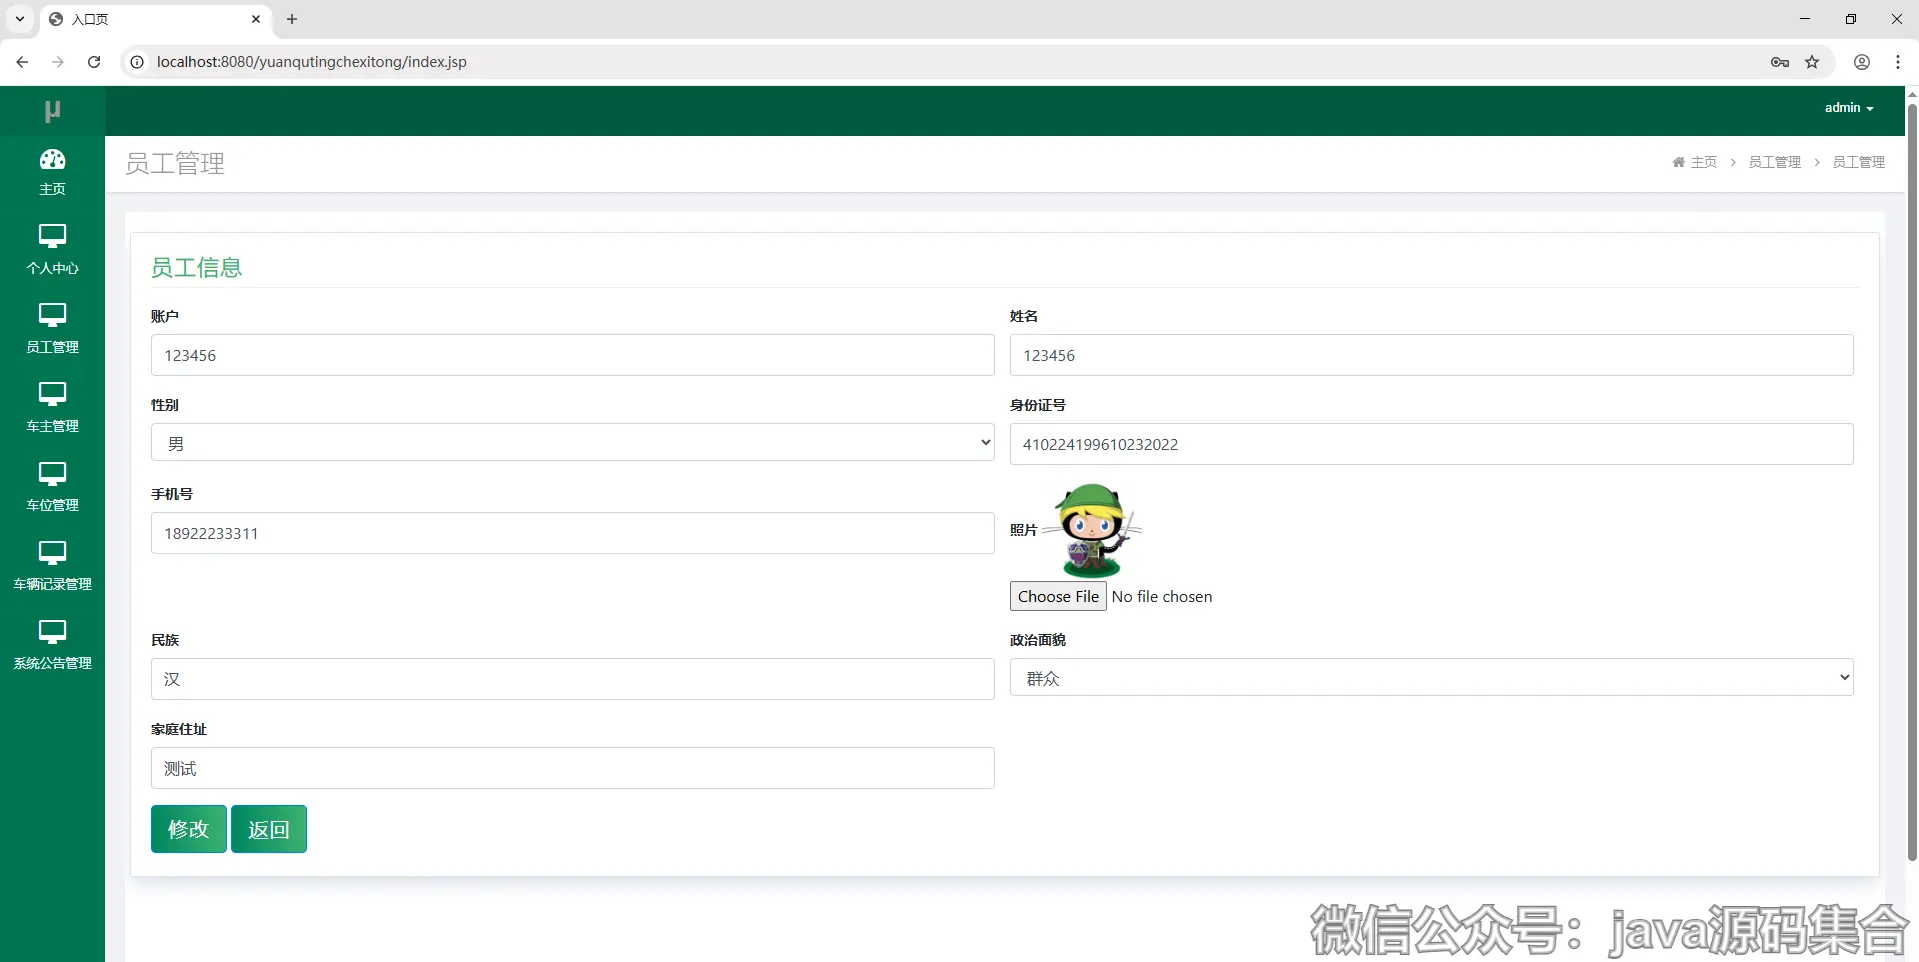 入口页
localhost:8080/yuanqutingchexitong/index.jsp
μ
admin
主页
个人中心
员工管理
车主管理
车位管理
车辆记录管理
系统公告管理
员工管理
主页 > 员工管理 > 员工管理
员工信息
账户
123456
姓名
123456
性别
男
身份证号
410224199610232022
手机号
18922233311
照片
Choose File No file chosen
民族
汉
政治面貌
群众
家庭住址
测试
修改 返回
微信公众号：java源码集合